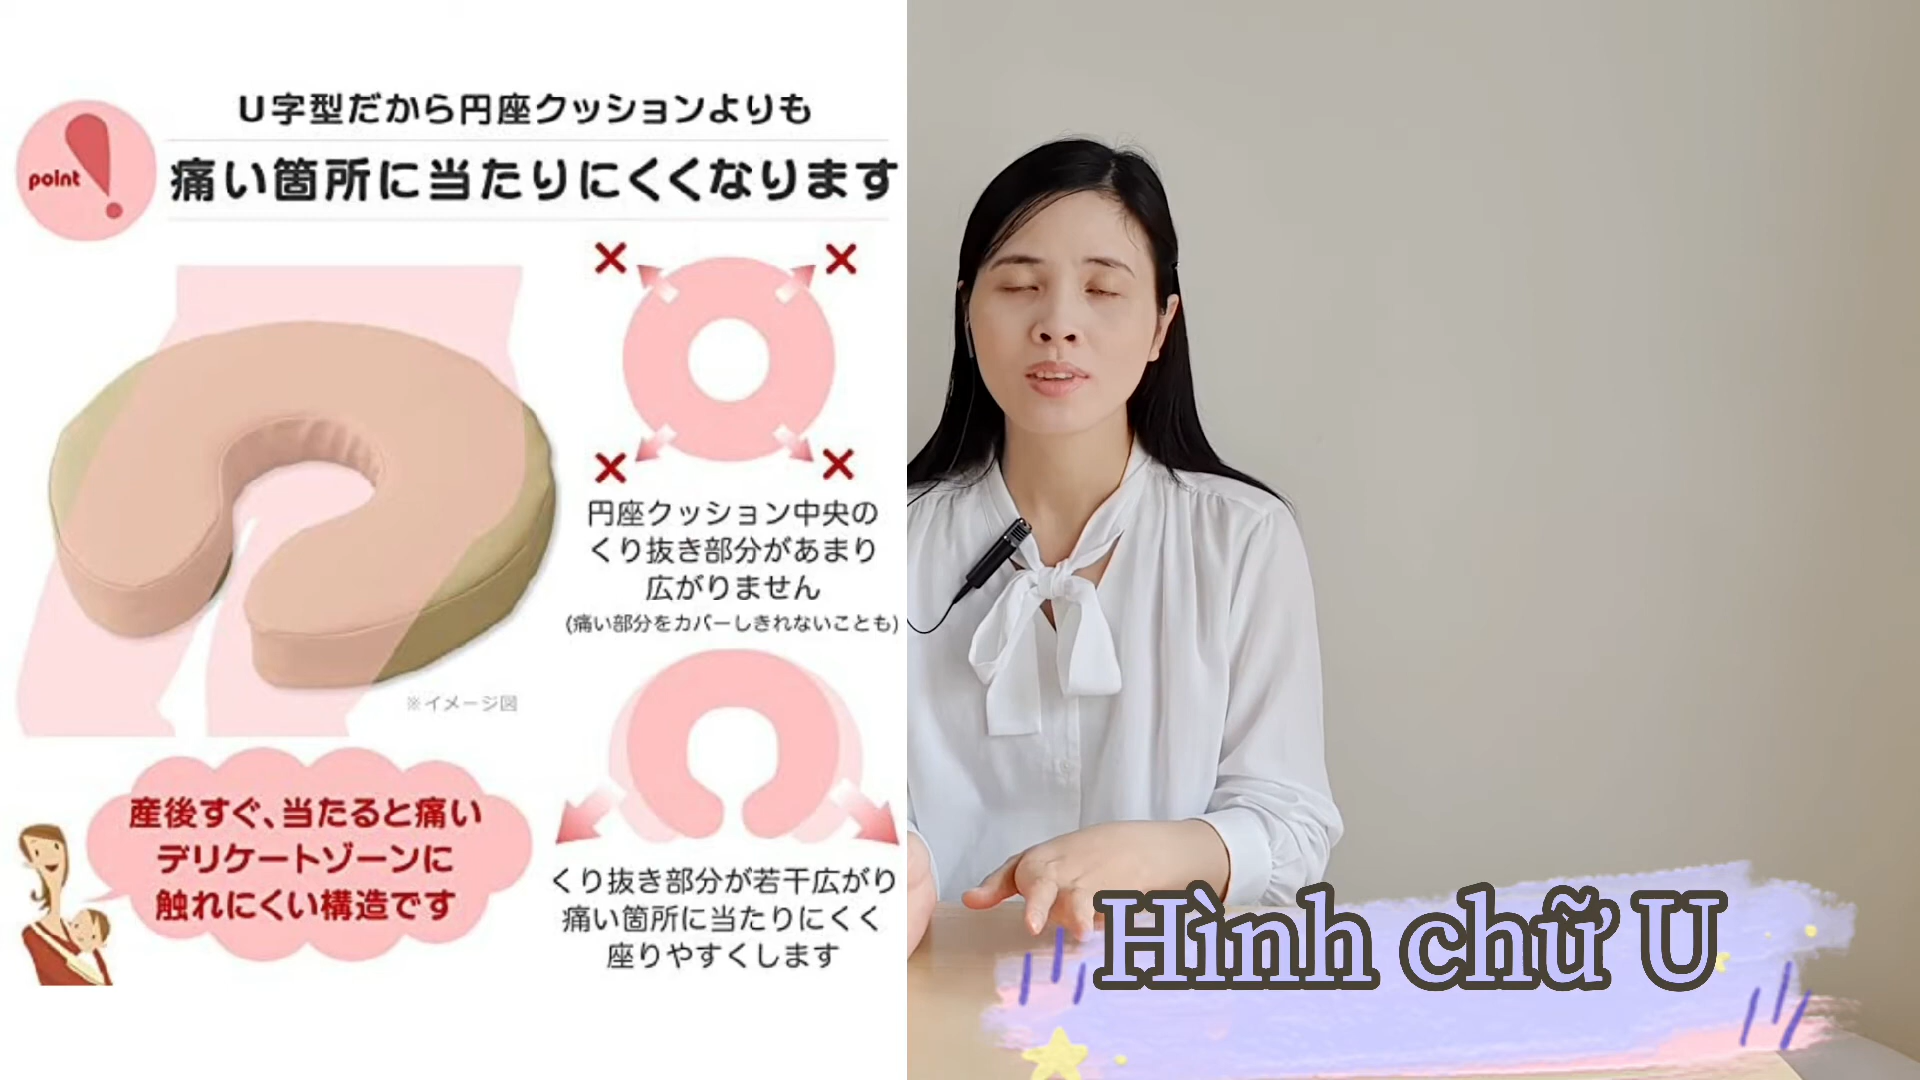 U字型だから円座クッションよりも
point
痛い箇所に当たりにくくなります
円座クッション中央の
くり抜き部分があまり
広がりません
(痛い部分をカバーしきれないことも)
※イメージ図
産後すぐ、当たると痛い
デリケートゾーンに
触れにくい構造です
くり抜き部分が若干広がり
痛い箇所に当たりにくく
座りやすくします
Hình chữ U